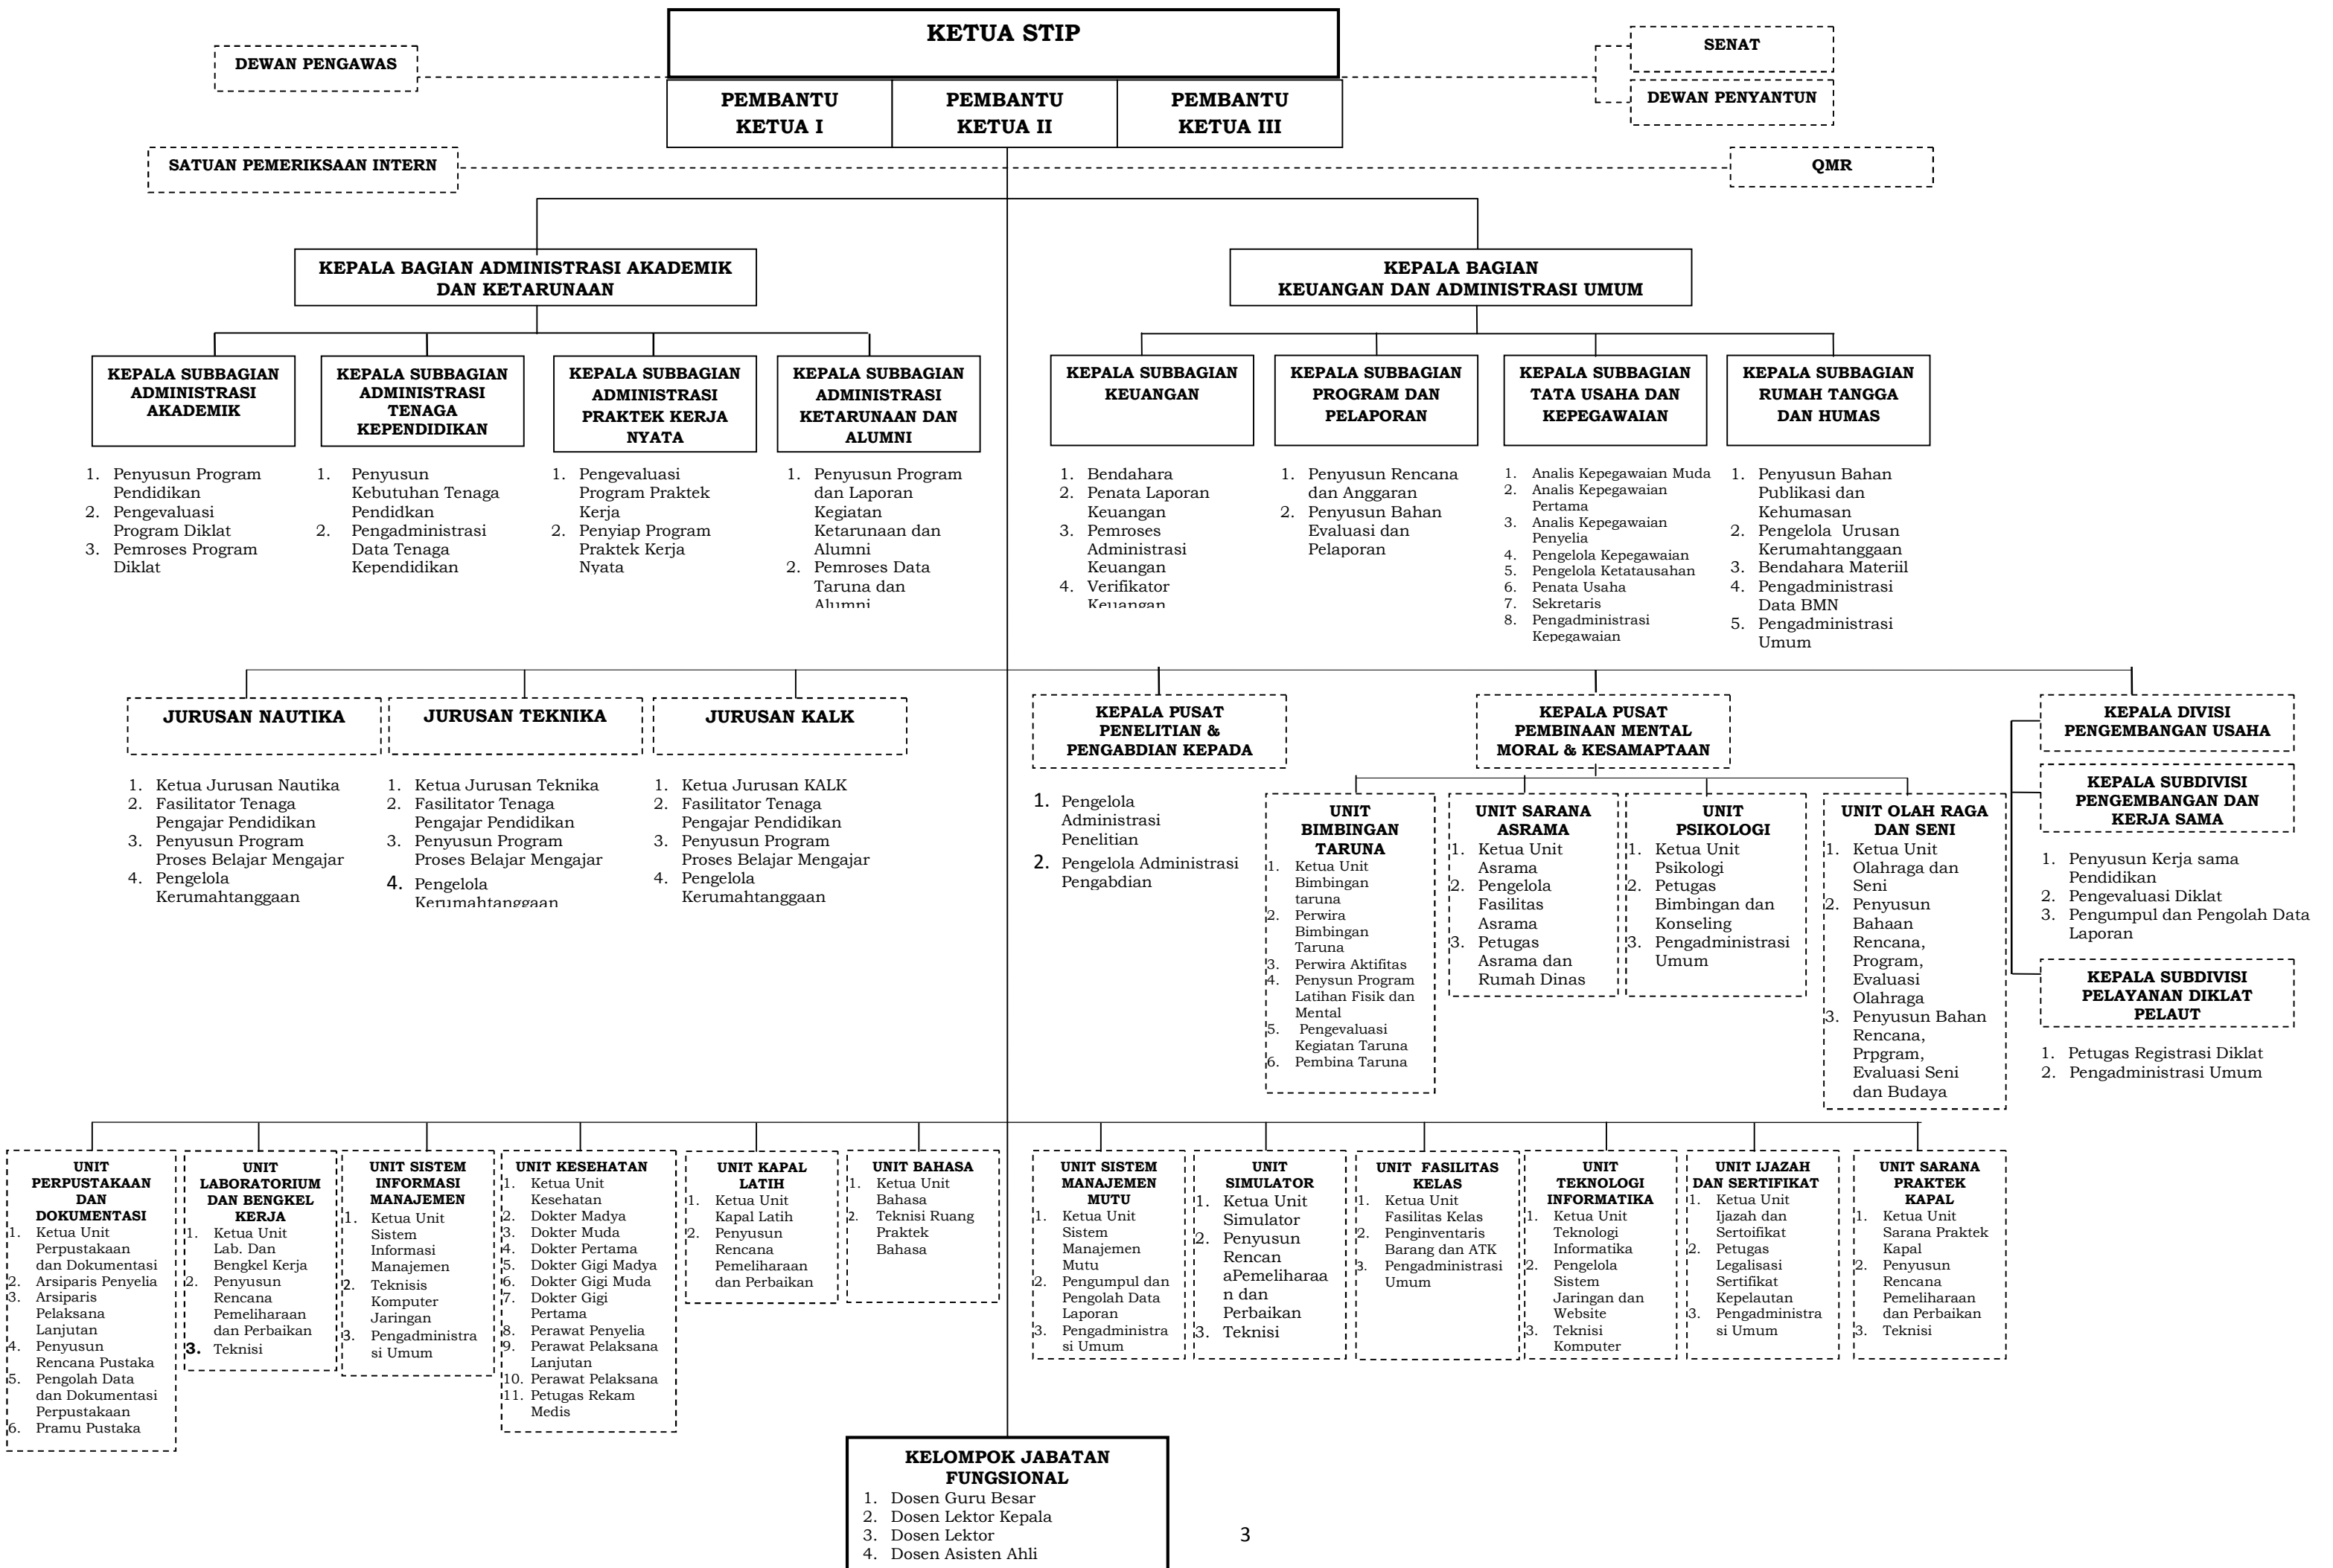 KETUA STIP
DEWAN PENGAWAS
SENAT
DEWAN PENYANTUN
PEMBANTU
KETUA I
PEMBANTU
KETUA II
PEMBANTU
KETUA III
SATUAN PEMERIKSAAN INTERN
QMR
KEPALA BAGIAN ADMINISTRASI AKADEMIK
DAN KETARUNAAN
KEPALA BAGIAN
KEUANGAN DAN ADMINISTRASI UMUM
KEPALA SUBBAGIAN
ADMINISTRASI
AKADEMIK
1. Penyusun Program
Pendidikan
2. Pengevaluasi
Program Diklat
3. Pemroses Program
Diklat
KEPALA SUBBAGIAN
ADMINISTRASI
TENAGA
KEPENDIDIKAN
1. Penyusun
Kebutuhan Tenaga
Pendidkan
2. Pengadministrasi
Data Tenaga
Kependidikan
KEPALA SUBBAGIAN
ADMINISTRASI
PRAKTEK KERJA
NYATA
1. Pengevaluasi
Program Praktek
Kerja
2. Penyiap Program
Praktek Kerja
Nyata
KEPALA SUBBAGIAN
ADMINISTRASI
KETARUNAAN DAN
ALUMNI
1. Penyusun Program
dan Laporan
Kegiatan
Ketarunaan dan
Alumni
2. Pemroses Data
Taruna dan
Alumni
KEPALA SUBBAGIAN
KEUANGAN
1. Bendahara
2. Penata Laporan
Keuangan
3. Pemroses
Administrasi
Keuangan
4. Verifikator
Keuangan
KEPALA SUBBAGIAN
PROGRAM DAN
PELAPORAN
1. Penyusun Rencana
dan Anggaran
2. Penyusun Bahan
Evaluasi dan
Pelaporan
KEPALA SUBBAGIAN
TATA USAHA DAN
KEPEGAWAIAN
1. Analis Kepegawaian Muda
2. Analis Kepegawaian
Pertama
3. Analis Kepegawaian
Penyelia
4. Pengelola Kepegawaian
5. Pengelola Ketatausahan
6. Penata Usaha
7. Sekretaris
8. Pengadministrasi
Kepegawaian
KEPALA SUBBAGIAN
RUMAH TANGGA
DAN HUMAS
1. Penyusun Bahan
Publikasi dan
Kehumasan
2. Pengelola Urusan
Kerumahtanggaan
3. Bendahara Materiil
4. Pengadministrasi
Data BMN
5. Pengadministrasi
Umum
JURUSAN NAUTIKA
1. Ketua Jurusan Nautika
2. Fasilitator Tenaga
Pengajar Pendidikan
3. Penyusun Program
Proses Belajar Mengajar
4. Pengelola
Kerumahtanggaan
JURUSAN TEKNIKA
1. Ketua Jurusan Teknika
2. Fasilitator Tenaga
Pengajar Pendidikan
3. Penyusun Program
Proses Belajar Mengajar
4. Pengelola
Kerumahtanggaan
JURUSAN KALK
1. Ketua Jurusan KALK
2. Fasilitator Tenaga
Pengajar Pendidikan
3. Penyusun Program
Proses Belajar Mengajar
4. Pengelola
Kerumahtanggaan
KEPALA PUSAT
PENELITIAN &
PENGABDIAN KEPADA
1. Pengelola
Administrasi
Penelitian
2. Pengelola Administrasi
Pengabdian
KEPALA PUSAT
PEMBINAAN MENTAL
MORAL & KESAMAPTAAN
UNIT
BIMBINGAN
TARUNA
1. Ketua Unit
Bimbingan
taruna
2. Perwira
Bimbingan
Taruna
3. Perwira Aktifitas
4. Penysun Program
Latihan Fisik dan
Mental
5. Pengevaluasi
Kegiatan Taruna
6. Pembina Taruna
UNIT SARANA
ASRAMA
1. Ketua Unit
Asrama
2. Pengelola
Fasilitas
Asrama
3. Petugas
Asrama dan
Rumah Dinas
UNIT
PSIKOLOGI
1. Ketua Unit
Psikologi
2. Petugas
Bimbingan dan
Konseling
3. Pengadministrasi
Umum
UNIT OLAH RAGA
DAN SENI
1. Ketua Unit
Olahraga dan
Seni
2. Penyusun
Bahaan
Rencana,
Program,
Evaluasi
Olahraga
3. Penyusun Bahan
Rencana,
Prpgram,
Evaluasi Seni
dan Budaya
KEPALA DIVISI
PENGEMBANGAN USAHA
KEPALA SUBDIVISI
PENGEMBANGAN DAN
KERJA SAMA
1. Penyusun Kerja sama
Pendidikan
2. Pengevaluasi Diklat
3. Pengumpul dan Pengolah Data
Laporan
KEPALA SUBDIVISI
PELAYANAN DIKLAT
PELAUT
1. Petugas Registrasi Diklat
2. Pengadministrasi Umum
UNIT
PERPUSTAKAAN
DAN
DOKUMENTASI
1. Ketua Unit
Perpustakaan
dan Dokumentasi
2. Arsiparis Penyelia
3. Arsiparis
Pelaksana
Lanjutan
4. Penyusun
Rencana Pustaka
5. Pengolah Data
dan Dokumentasi
Perpustakaan
6. Pramu Pustaka
UNIT
LABORATORIUM
DAN BENGKEL
KERJA
1. Ketua Unit
Lab. Dan
Bengkel Kerja
2. Penyusun
Rencana
Pemeliharaan
dan Perbaikan
3. Teknisi
UNIT SISTEM
INFORMASI
MANAJEMEN
1. Ketua Unit
Sistem
Informasi
Manajemen
2. Teknisis
Komputer
Jaringan
3. Pengadministra
si Umum
UNIT KESEHATAN
1. Ketua Unit
Kesehatan
2. Dokter Madya
3. Dokter Muda
4. Dokter Pertama
5. Dokter Gigi Madya
6. Dokter Gigi Muda
7. Dokter Gigi
Pertama
8. Perawat Penyelia
9. Perawat Pelaksana
Lanjutan
10. Perawat Pelaksana
11. Petugas Rekam
Medis
UNIT KAPAL
LATIH
1. Ketua Unit
Kapal Latih
2. Penyusun
Rencana
Pemeliharaan
dan Perbaikan
UNIT BAHASA
1. Ketua Unit
Bahasa
2. Teknisi Ruang
Praktek
Bahasa
UNIT SISTEM
MANAJEMEN
MUTU
1. Ketua Unit
Sistem
Manajemen
Mutu
2. Pengumpul dan
Pengolah Data
Laporan
3. Pengadministra
si Umum
UNIT
SIMULATOR
1. Ketua Unit
Simulator
2. Penyusun
Rencan
aPemeliharaa
n dan
Perbaikan
3. Teknisi
UNIT FASILITAS
KELAS
1. Ketua Unit
Fasilitas Kelas
2. Penginventaris
Barang dan ATK
3. Pengadministrasi
Umum
UNIT
TEKNOLOGI
INFORMATIKA
1. Ketua Unit
Teknologi
Informatika
2. Pengelola
Sistem
Jaringan dan
Website
3. Teknisi
Komputer
UNIT IJAZAH
DAN SERTIFIKAT
1. Ketua Unit
Ijazah dan
Sertoifikat
2. Petugas
Legalisasi
Sertifikat
Kepelautan
3. Pengadministra
si Umum
UNIT SARANA
PRAKTEK
KAPAL
1. Ketua Unit
Sarana Praktek
Kapal
2. Penyusun
Rencana
Pemeliharaan
dan Perbaikan
3. Teknisi
KELOMPOK JABATAN
FUNGSIONAL
1. Dosen Guru Besar
2. Dosen Lektor Kepala
3. Dosen Lektor
4. Dosen Asisten Ahli
3